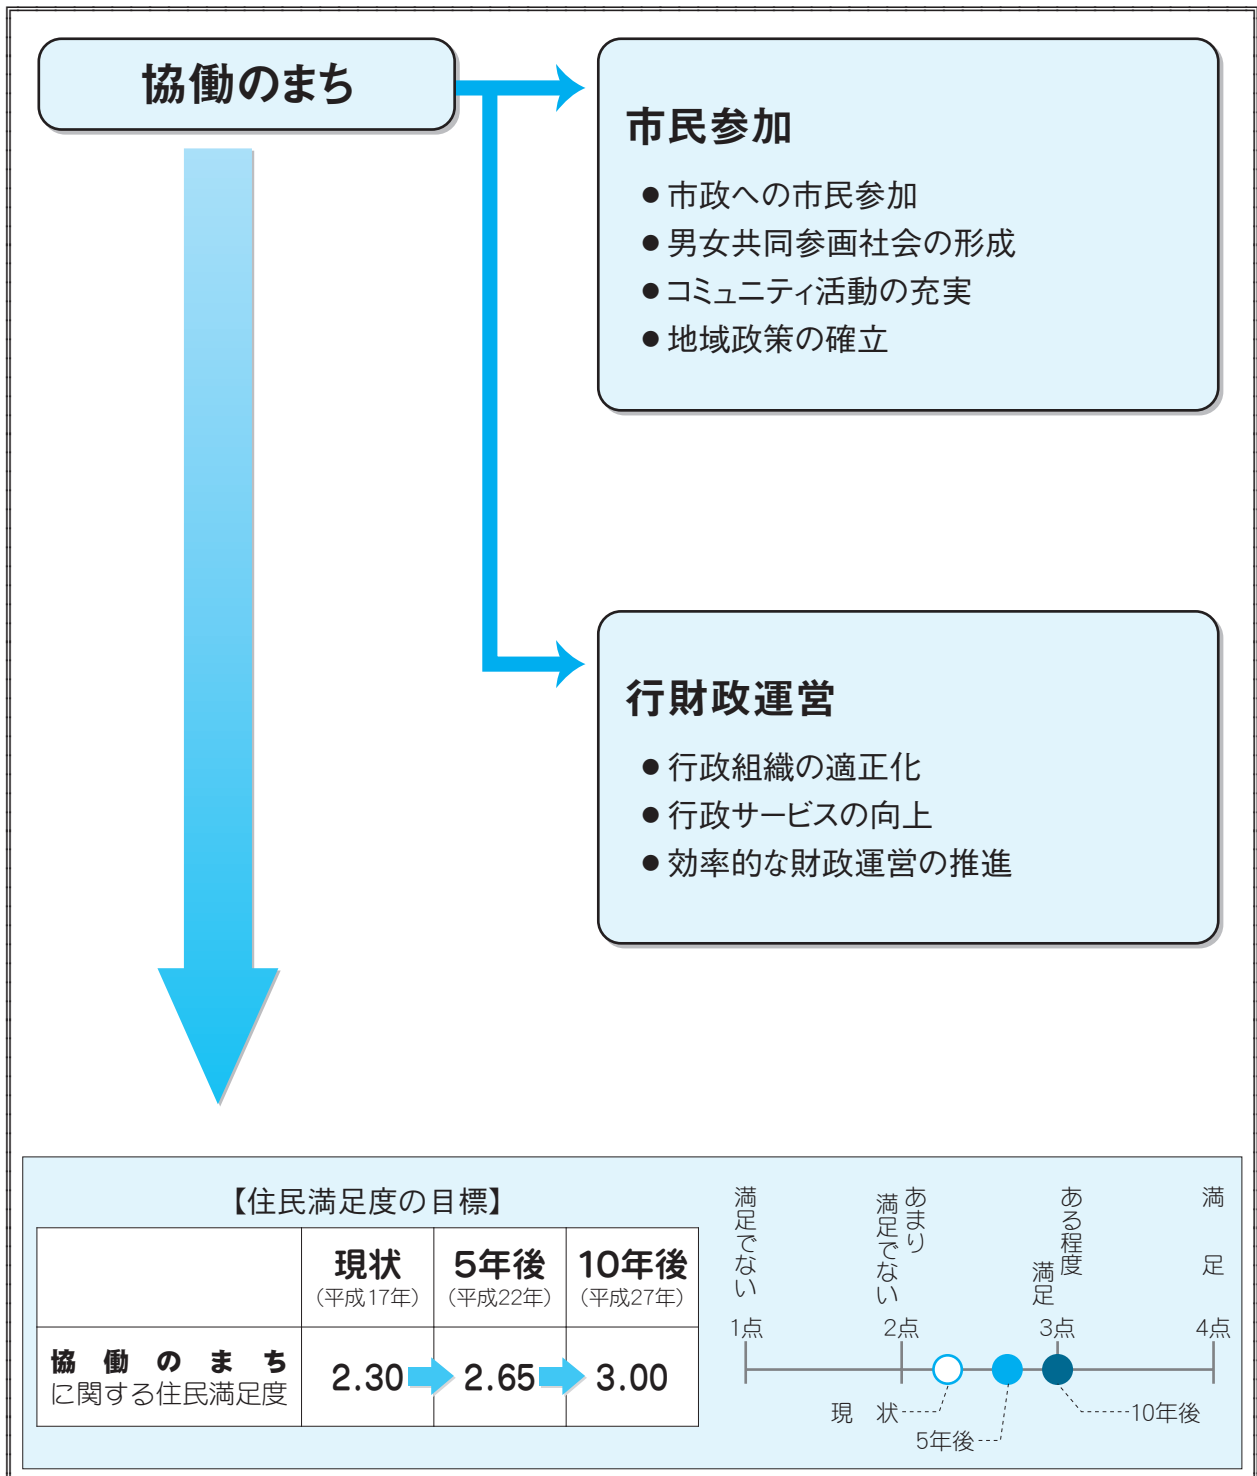 協働のまち
市民参加
●市政への市民参加
●男女共同参画社会の形成
●コミュニティ活動の充実
●地域政策の確立
行財政運営
●行政組織の適正化
●行政サービスの向上
●効率的な財政運営の推進
【住民満足度の目標】
現状 5年後 10年後
(平成17年) (平成22年) (平成27年)
協働のまち
に関する住民満足度
2.30 2.65 3.00
満足でない
あまり
満足でない
ある程度
満足
満足
1点 2点 3点 4点
現状
5年後
10年後